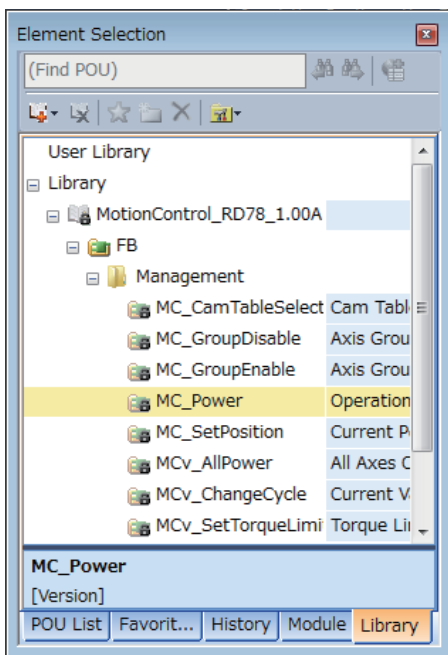 Element Selection
(Find POU)
User Library
Library
MotionControl_RD78_1.00A
FB
Management
MC_CamTableSelect Cam Tabl
MC_GroupDisable Axis Grou
MC_GroupEnable Axis Grou
MC_Power Operation
MC_SetPosition Current P
MCv_AllPower All Axes C
MCv_ChangeCycle Current V
MCv_SetTorqueLimi Torque Li
MC_Power
[Version]
POU List Favorit... History Module Library